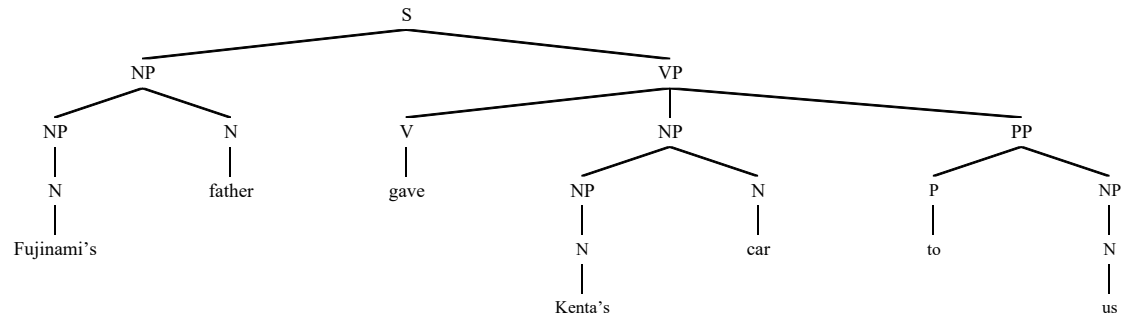 S
NP VP
NP N V NP PP
N father gave NP N P NP
Fujinami's N car to N
Kenta's us